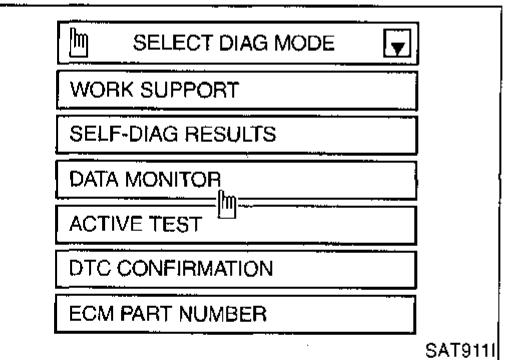 SELECT DIAG MODE
WORK SUPPORT
SELF-DIAG RESULTS
DATA MONITOR
ACTIVE TEST
DTC CONFIRMATION
ECM PART NUMBER
SAT911I